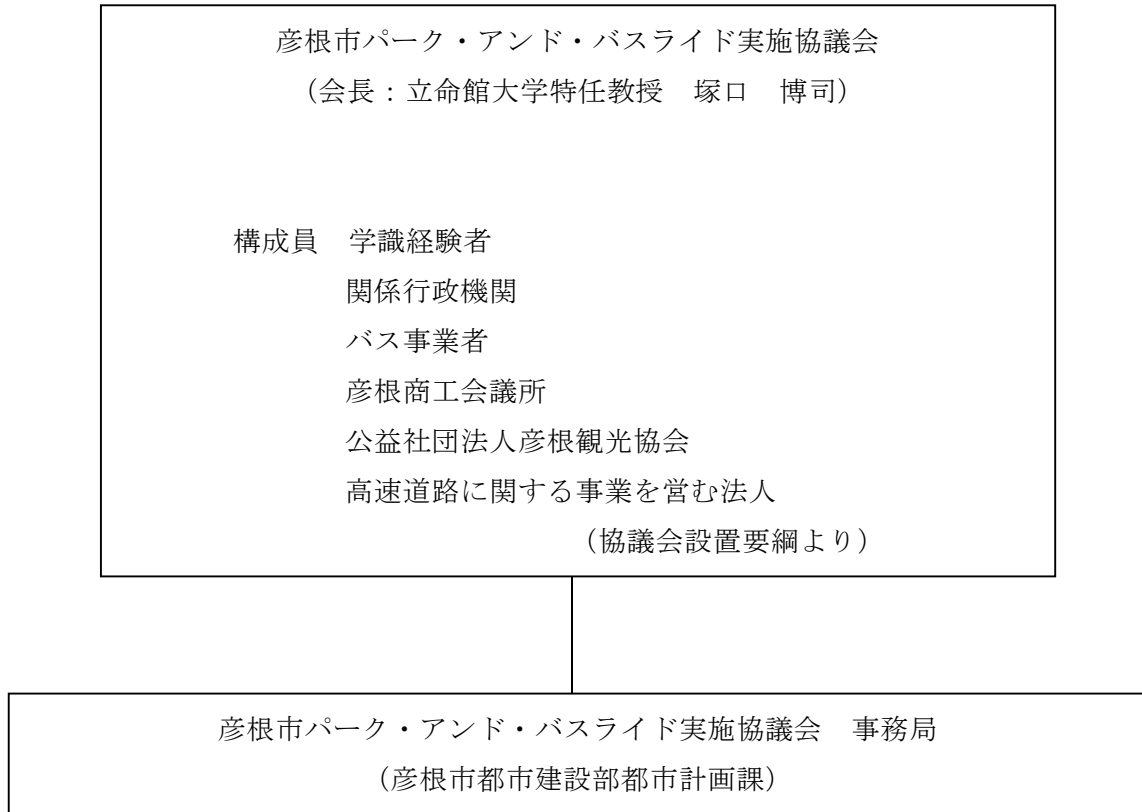 彦根市パーク・アンド・バスライド実施協議会
（会長：立命館大学特任教授　塚口　博司）
構成員　学識経験者
関係行政機関
バス事業者
彦根商工会議所
公益社団法人彦根観光協会
高速道路に関する事業を営む法人
（協議会設置要綱より）
彦根市パーク・アンド・バスライド実施協議会　事務局
（彦根市都市建設部都市計画課）